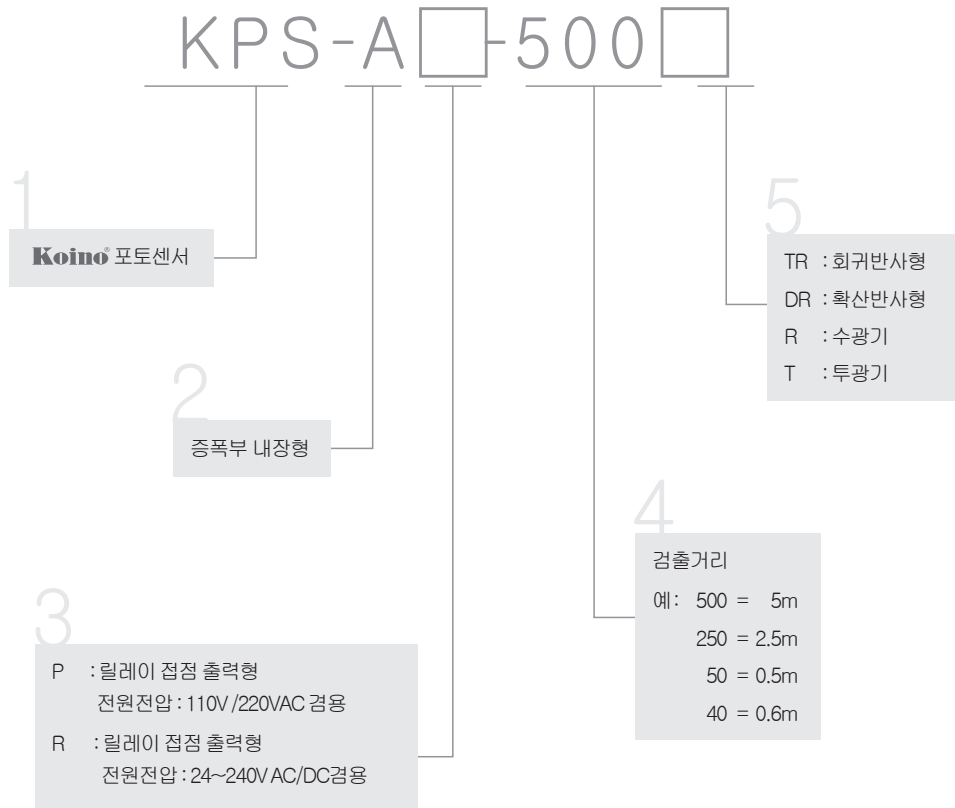 KPS-A□-500□
1
Koino® 포토센서
2
증폭부 내장형
3
P : 릴레이 접점 출력형
전원전압 : 110V /220VAC 겸용
R : 릴레이 접점 출력형
전원전압 : 24~240V AC/DC겸용
4
검출거리
예: 500 = 5m
250 = 2.5m
50 = 0.5m
40 = 0.6m
5
TR : 회귀반사형
DR : 확산반사형
R : 수광기
T : 투광기